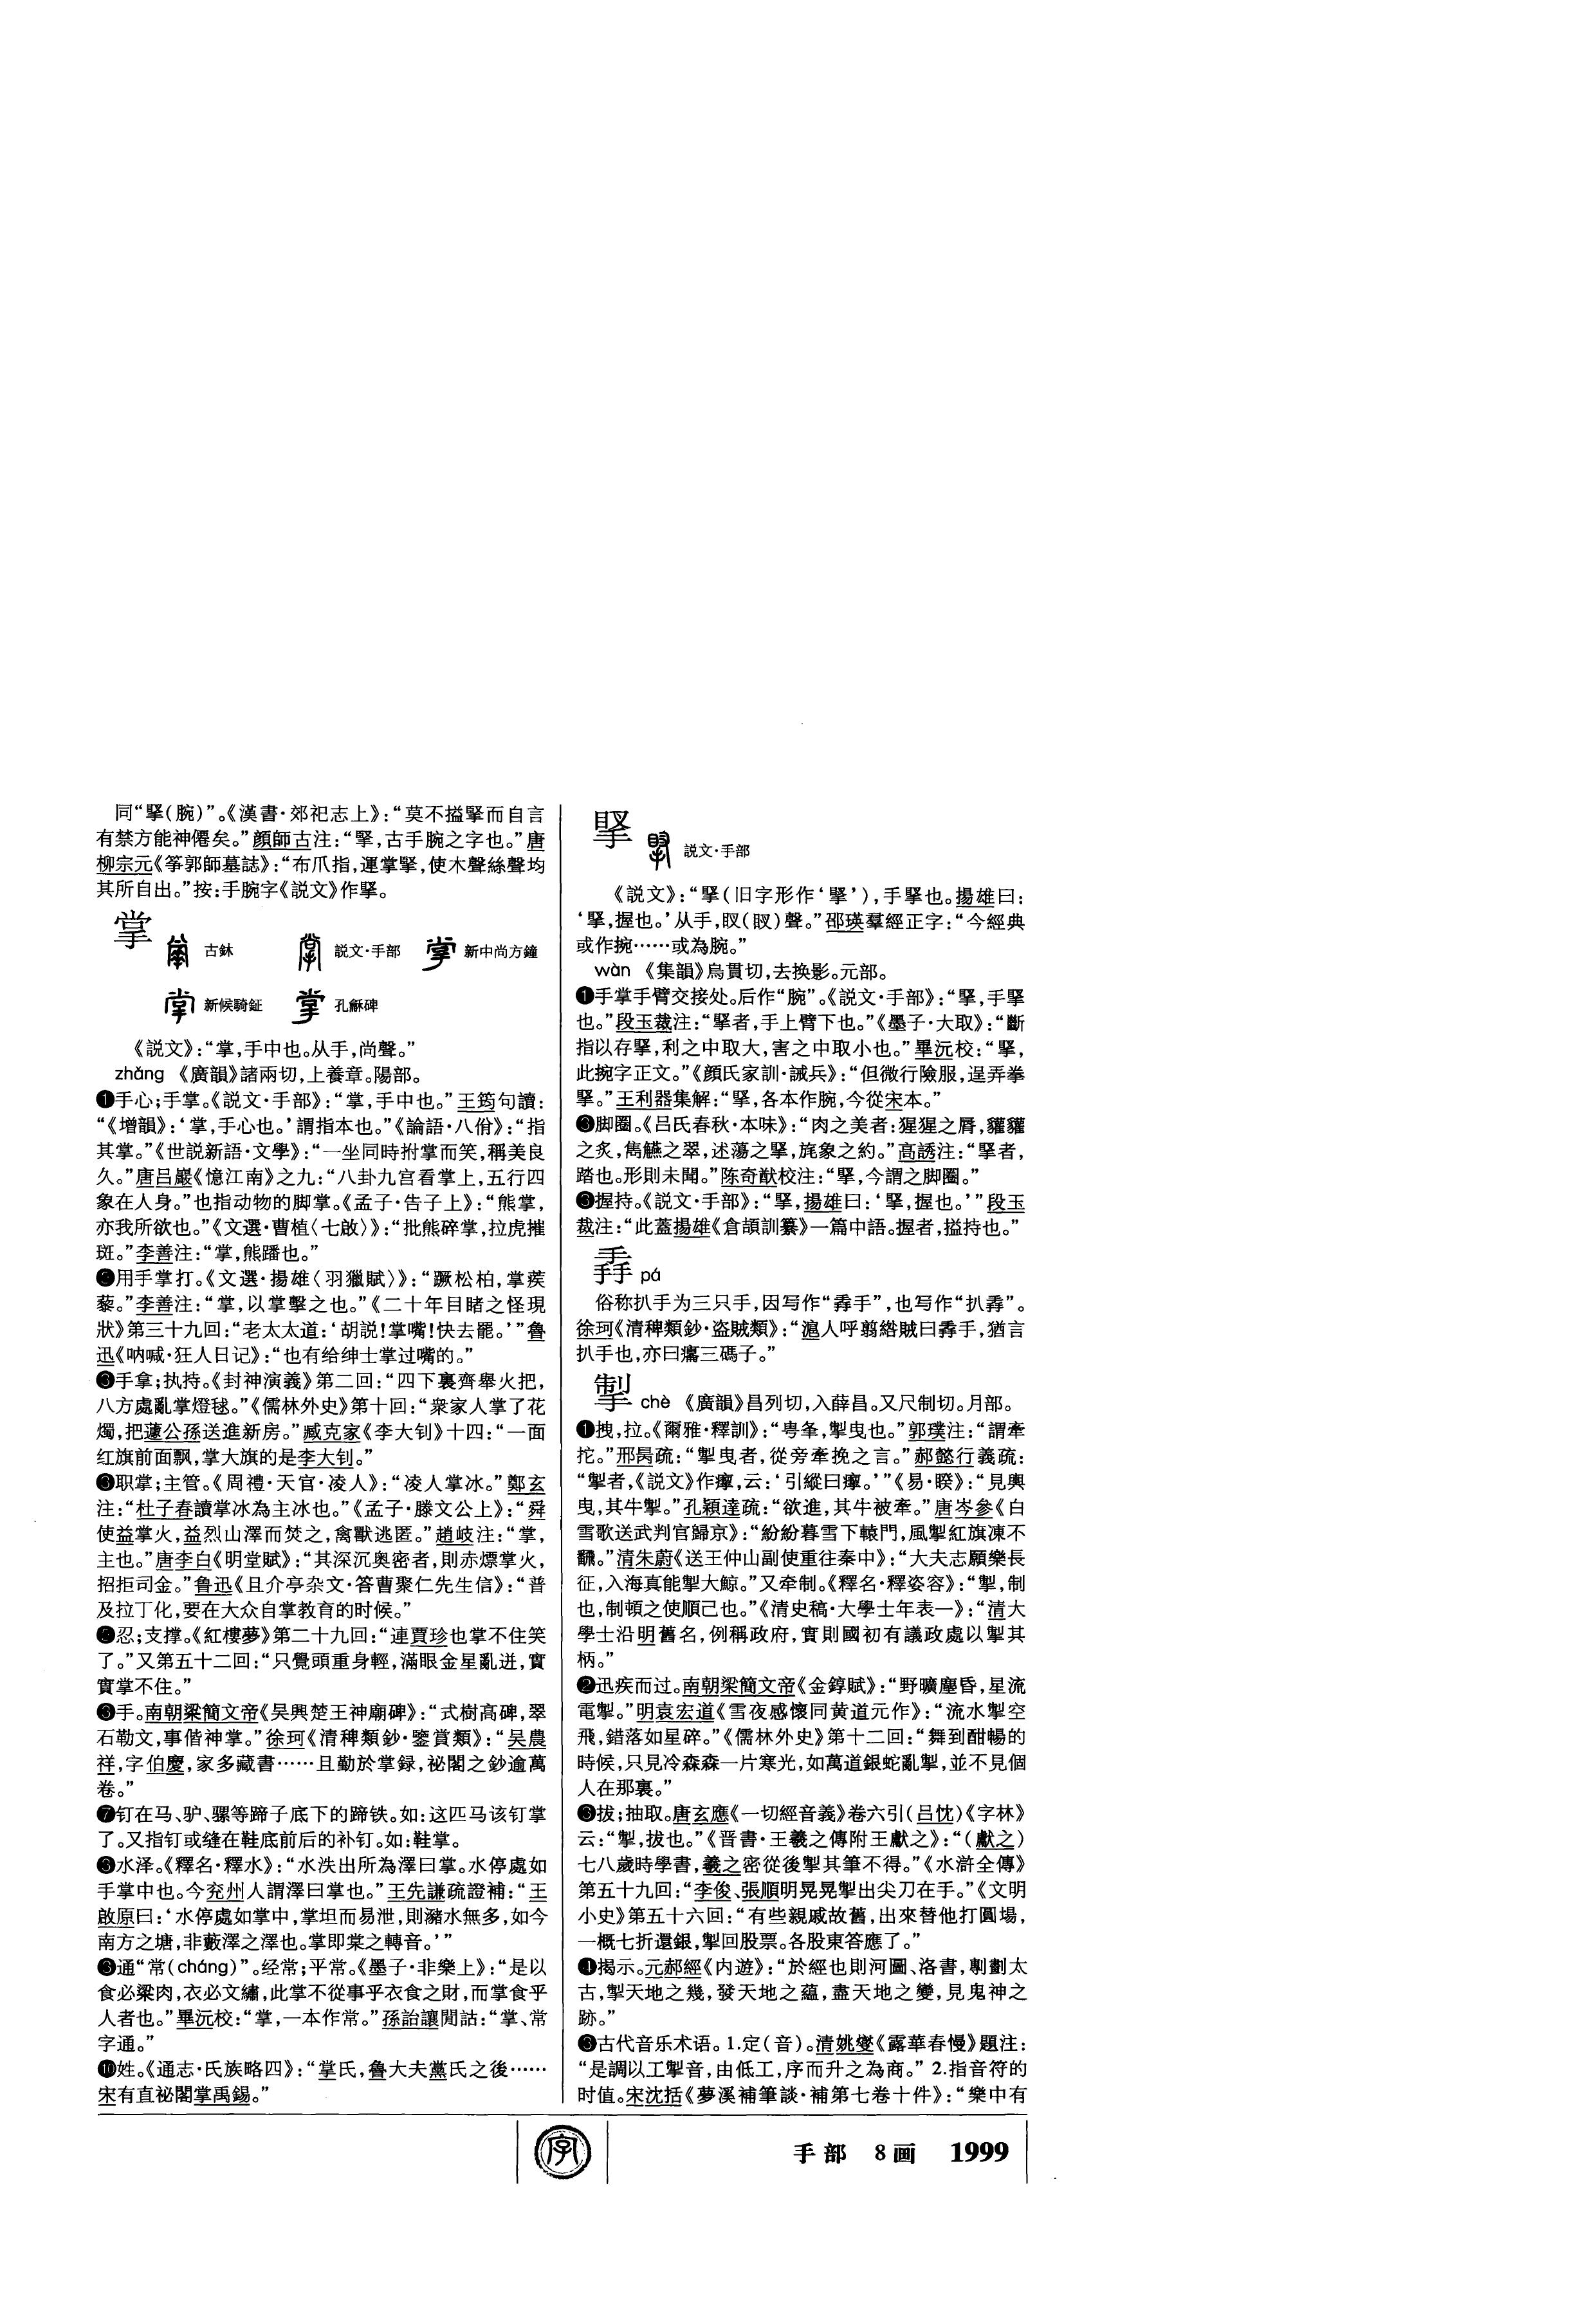 同“掔(腕)”。《漢書·郊祀志上》：“莫不搤掔而自言
有禁方能神僊矣。”顔師古注：“掔，古手腕之字也。”唐
柳宗元《筝郭師墓誌》：“布爪指，運掌掔，使木聲絲聲均
其所自出。”按：手腕字《説文》作掔。
掌
古鉥 説文·手部 新中尚方鐘
新候騎鉦 孔龢碑
《説文》：“掌，手中也。从手，尚聲。”
zhǎng 《廣韻》諸兩切，上養章。陽部。
❶手心；手掌。《説文·手部》：“掌，手中也。”王筠句讀：
“《增韻》：‘掌，手心也。’謂指本也。”《論語·八佾》：“指
其掌。”《世説新語·文學》：“一坐同時拊掌而笑，稱美良
久。”唐吕巖《憶江南》之九：“八卦九宫看掌上，五行四
象在人身。”也指动物的脚掌。《孟子·告子上》：“熊掌，
亦我所欲也。”《文選·曹植〈七啟〉》：“批熊碎掌，拉虎摧
斑。”李善注：“掌，熊蹯也。”
❷用手掌打。《文選·揚雄〈羽獵賦〉》：“蹶松柏，掌蒺
藜。”李善注：“掌，以掌擊之也。”《二十年目睹之怪現
狀》第三十九回：“老太太道：‘胡説！掌嘴！快去罷。’”魯
迅《呐喊·狂人日记》：“也有给绅士掌过嘴的。”
❸手拿；执持。《封神演義》第二回：“四下裏齊舉火把，
八方處亂掌燈毬。”《儒林外史》第十回：“衆家人掌了花
燭，把蘧公孫送進新房。”臧克家《李大钊》十四：“一面
红旗前面飘，掌大旗的是李大钊。”
❹职掌；主管。《周禮·天官·凌人》：“凌人掌冰。”鄭玄
注：“杜子春讀掌冰為主冰也。”《孟子·滕文公上》：“舜
使益掌火，益烈山澤而焚之，禽獸逃匿。”趙岐注：“掌，
主也。”唐李白《明堂賦》：“其深沉奥密者，則赤熛掌火，
招拒司金。”鲁迅《且介亭杂文·答曹聚仁先生信》：“普
及拉丁化，要在大众自掌教育的时候。”
❺忍；支撑。《紅樓夢》第二十九回：“連賈珍也掌不住笑
了。”又第五十二回：“只覺頭重身輕，滿眼金星亂迸，實
實掌不住。”
❻手。南朝梁簡文帝《吴興楚王神廟碑》：“式樹高碑，翠
石勒文，事偕神掌。”徐珂《清稗類鈔·鑒賞類》：“吴農
祥，字伯慶，家多藏書……且勤於掌録，祕閣之鈔逾萬
卷。”
❼钉在马、驴、骡等蹄子底下的蹄铁。如：这匹马该钉掌
了。又指钉或缝在鞋底前后的补钉。如：鞋掌。
❽水泽。《釋名·釋水》：“水泆出所為澤曰掌。水停處如
手掌中也。今兖州人謂澤曰掌也。”王先謙疏證補：“王
啟原曰：‘水停處如掌中，掌坦而易泄，則瀦水無多，如今
南方之塘，非藪澤之澤也。掌即棠之轉音。’”
❾通“常(cháng)”。经常；平常。《墨子·非樂上》：“是以
食必粱肉，衣必文繡，此掌不從事乎衣食之財，而掌食乎
人者也。”畢沅校：“掌，一本作常。”孫詒讓閒詁：“掌、常
字通。”
❿姓。《通志·氏族略四》：“掌氏，魯大夫黨氏之後……
宋有直祕閣掌禹錫。”
掔
説文·手部
《説文》：“掔(旧字形作‘掔’)，手掔也。揚雄曰：
‘掔，握也。’从手，䀏(䀏)聲。”邵瑛羣經正字：“今經典
或作捥……或為腕。”
wàn 《集韻》烏貫切，去换影。元部。
❶手掌手臂交接处。后作“腕”。《説文·手部》：“掔，手掔
也。”段玉裁注：“掔者，手上臂下也。”《墨子·大取》：“斷
指以存掔，利之中取大，害之中取小也。”畢沅校：“掔，
此捥字正文。”《顔氏家訓·誡兵》：“但微行險服，逞弄拳
掔。”王利器集解：“掔，各本作腕，今從宋本。”
❷脚圈。《吕氏春秋·本味》：“肉之美者：猩猩之脣，貛貛
之炙，雋觾之翠，述蕩之掔，旄象之約。”高誘注：“掔者，
踏也。形則未聞。”陈奇猷校注：“掔，今謂之脚圈。”
❸握持。《説文·手部》：“掔，揚雄曰：‘掔，握也。’”段玉
裁注：“此蓋揚雄《倉頡訓纂》一篇中語。握者，搤持也。”
掱 pá
俗称扒手为三只手，因写作“掱手”，也写作“扒掱”。
徐珂《清稗類鈔·盗賊類》：“滬人呼翦綹賊曰掱手，猶言
扒手也，亦曰癟三碼子。”
掣 chè 《廣韻》昌列切，入薛昌。又尺制切。月部。
❶拽，拉。《爾雅·釋訓》：“甹夆，掣曳也。”郭璞注：“謂牽
拕。”邢昺疏：“掣曳者，從旁牽挽之言。”郝懿行義疏：
“掣者，《説文》作瘳，云：‘引縱曰瘳。’”《易·睽》：“見輿
曳，其牛掣。”孔穎達疏：“欲進，其牛被牽。”唐岑參《白
雪歌送武判官歸京》：“紛紛暮雪下轅門，風掣紅旗凍不
飜。”清朱蔚《送王仲山副使重往秦中》：“大夫志願樂長
征，入海真能掣大鯨。”又牵制。《釋名·釋姿容》：“掣，制
也，制頓之使順己也。”《清史稿·大學士年表一》：“清大
學士沿明舊名，例稱政府，實則國初有議政處以掣其
柄。”
❷迅疾而过。南朝梁簡文帝《金錞賦》：“野曠塵昏，星流
電掣。”明袁宏道《雪夜感懷同黄道元作》：“流水掣空
飛，錯落如星碎。”《儒林外史》第十二回：“舞到酣暢的
時候，只見冷森森一片寒光，如萬道銀蛇亂掣，並不見個
人在那裏。”
❸拔；抽取。唐玄應《一切經音義》卷六引(吕忱)《字林》
云：“掣，拔也。”《晋書·王羲之傳附王獻之》：“(獻之)
七八歲時學書，羲之密從後掣其筆不得。”《水滸全傳》
第五十九回：“李俊、張順明晃晃掣出尖刀在手。”《文明
小史》第五十六回：“有些親戚故舊，出來替他打圓場，
一概七折還銀，掣回股票。各股東答應了。”
❹揭示。元郝經《内遊》：“於經也則河圖、洛書，剸劃太
古，掣天地之幾，發天地之藴，盡天地之變，見鬼神之
跡。”
❺古代音乐术语。1.定(音)。清姚燮《露華春慢》題注：
“是調以工掣音，由低工，序而升之為商。”2.指音符的
时值。宋沈括《夢溪補筆談·補第七卷十件》：“樂中有
字
手部 8画 1999